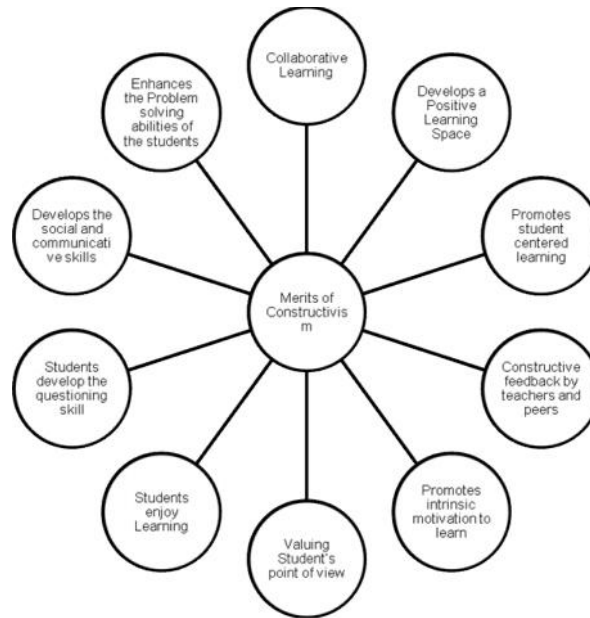 Collaborative
Learning
Develops a
Positive Learning
Space
Promotes
student
centered
learning
Constructive
feedback by
teachers and
peers
Promotes
intrinsic
motivation to
learn
Valuing
Student's
point of view
Students
enjoy
Learning
Students
develop the
questioning
skill
Develops the
social and
communicati
ve skills
Enhances
the Problem
solving
abilities of
the students
Merits of
Constructivis
m